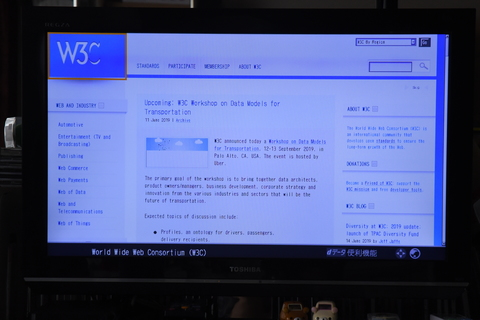 W3C
W3C By Region
STANDARDS PARTICIPATE MEMBERSHIP ABOUT W3C
WEB AND INDUSTRY
Automotive
Entertainment (TV and
Broadcasting)
Publishing
Web Commerce
Web Payments
Web of Data
Web and
Telecommunications
Web of Things
Upcoming: W3C Workshop on Data Models for
Transportation
11 June 2019 | Archive
W3C announced today a Workshop on Data Models
for Transportation, 12-13 September 2019, in
Palo Alto, CA, USA. The event is hosted by
Uber.
The primary goal of the workshop is to bring together data architects,
product owners/managers, business development, corporate strategy and
innovation from the various industries and sectors that will be the
future of transportation.
Expected topics of discussion include:
Profiles, an ontology for drivers, passengers,
Delivery recipients
ABOUT W3C
The World Wide Web Consortium (W3C) is
an international community that
develops open standards to ensure the
long-term growth of the Web.
DONATIONS
Become a Friend of W3C: support the
W3C mission and free developer tools.
W3C BLOG
Diversity at W3C: 2019 update;
launch of TPAC Diversity Fund
14 June 2019 by Jeff Jaffe
World Wide Web Consortium (W3C)
dデータ 便利機能
TOSHIBA